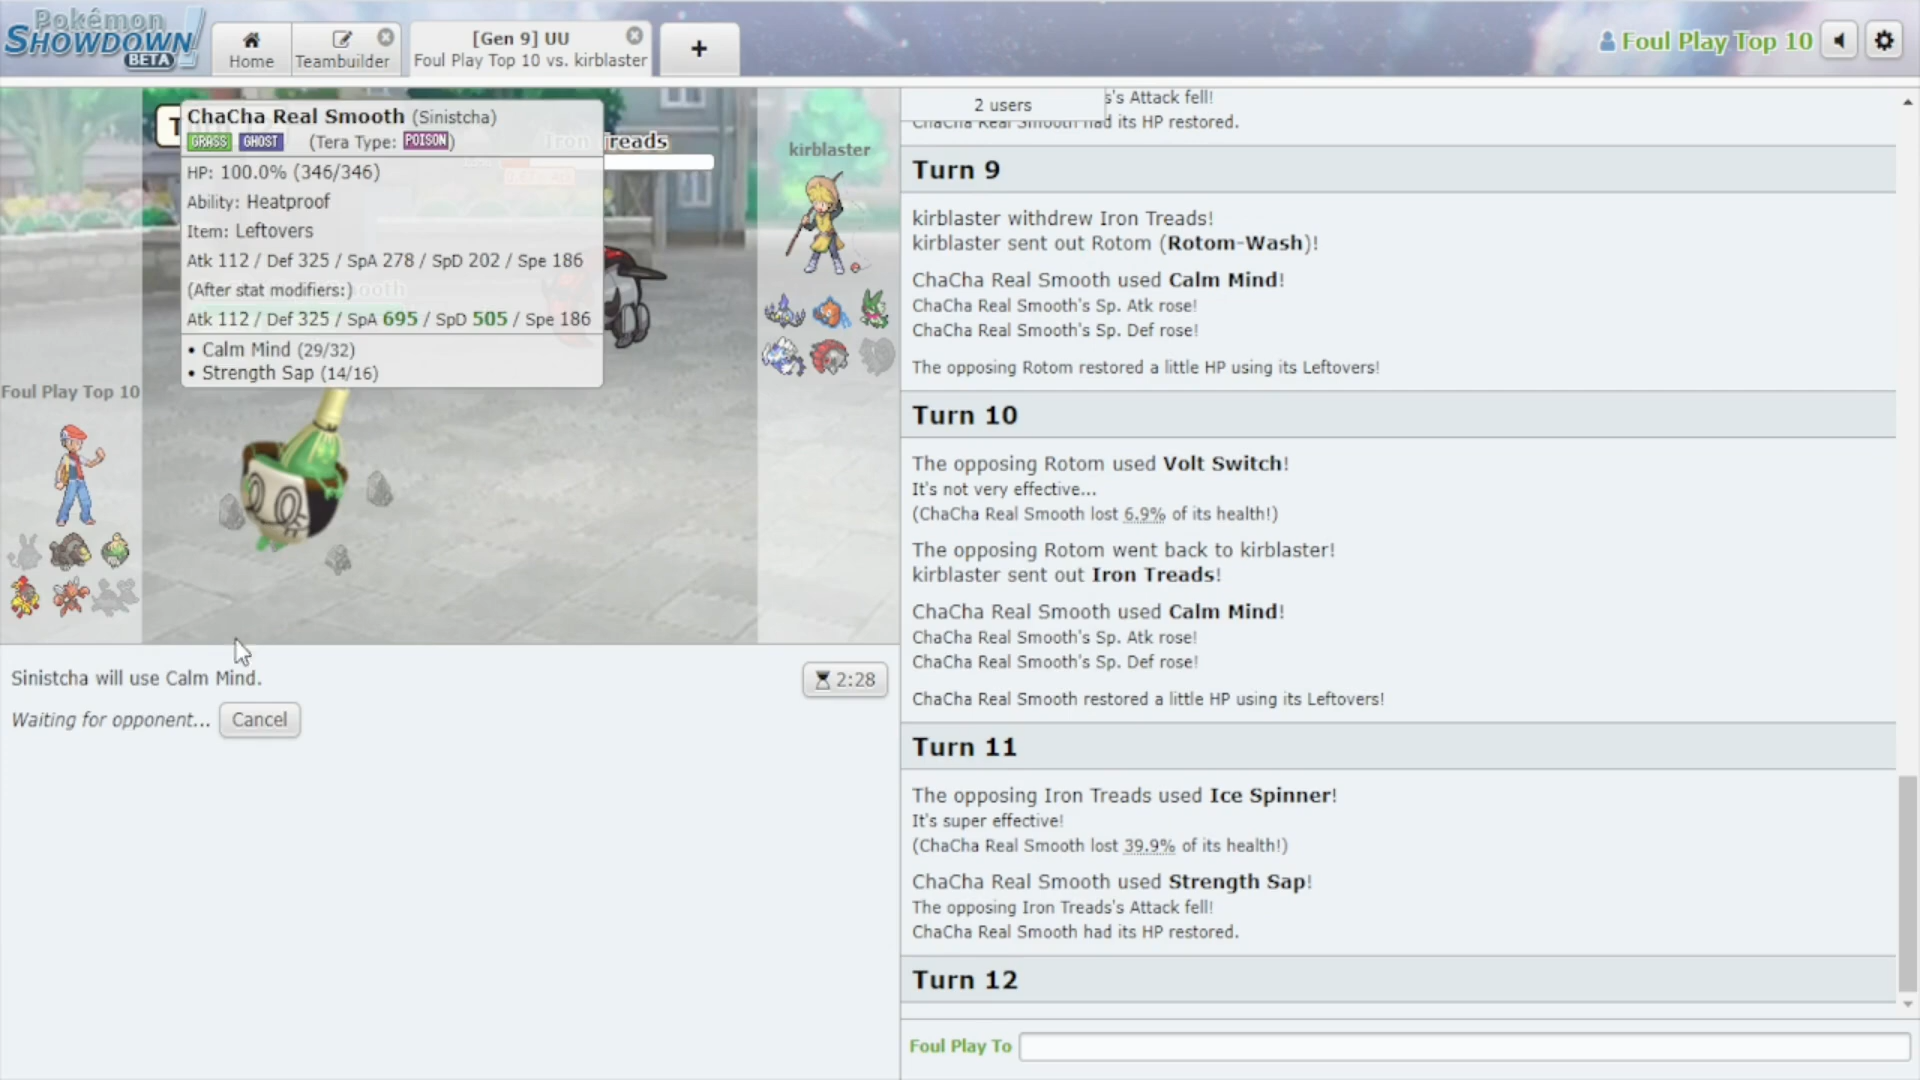 Pokémon
SHOWDOWN!
BETA
Home
Teambuilder
[Gen 9] UU
Foul Play Top 10 vs. kirblaster
+
Foul Play Top 10
T
ChaCha Real Smooth (Sinistcha)
GRASS GHOST (Tera Type: POISON)
HP: 100.0% (346/346)
Ability: Heatproof
Item: Leftovers
Atk 112 / Def 325 / SpA 278 / SpD 202 / Spe 186
(After stat modifiers:)
Atk 112 / Def 325 / SpA 695 / SpD 505 / Spe 186
• Calm Mind (29/32)
• Strength Sap (14/16)
Iron Treads
kirblaster
Foul Play Top 10
Sinistcha will use Calm Mind.
2:28
Waiting for opponent... Cancel
2 users
s's Attack fell!
ChaCha Real Smooth had its HP restored.
Turn 9
kirblaster withdrew Iron Treads!
kirblaster sent out Rotom (Rotom-Wash)!
ChaCha Real Smooth used Calm Mind!
ChaCha Real Smooth's Sp. Atk rose!
ChaCha Real Smooth's Sp. Def rose!
The opposing Rotom restored a little HP using its Leftovers!
Turn 10
The opposing Rotom used Volt Switch!
It's not very effective...
(ChaCha Real Smooth lost 6.9% of its health!)
The opposing Rotom went back to kirblaster!
kirblaster sent out Iron Treads!
ChaCha Real Smooth used Calm Mind!
ChaCha Real Smooth's Sp. Atk rose!
ChaCha Real Smooth's Sp. Def rose!
ChaCha Real Smooth restored a little HP using its Leftovers!
Turn 11
The opposing Iron Treads used Ice Spinner!
It's super effective!
(ChaCha Real Smooth lost 39.9% of its health!)
ChaCha Real Smooth used Strength Sap!
The opposing Iron Treads's Attack fell!
ChaCha Real Smooth had its HP restored.
Turn 12
Foul Play To